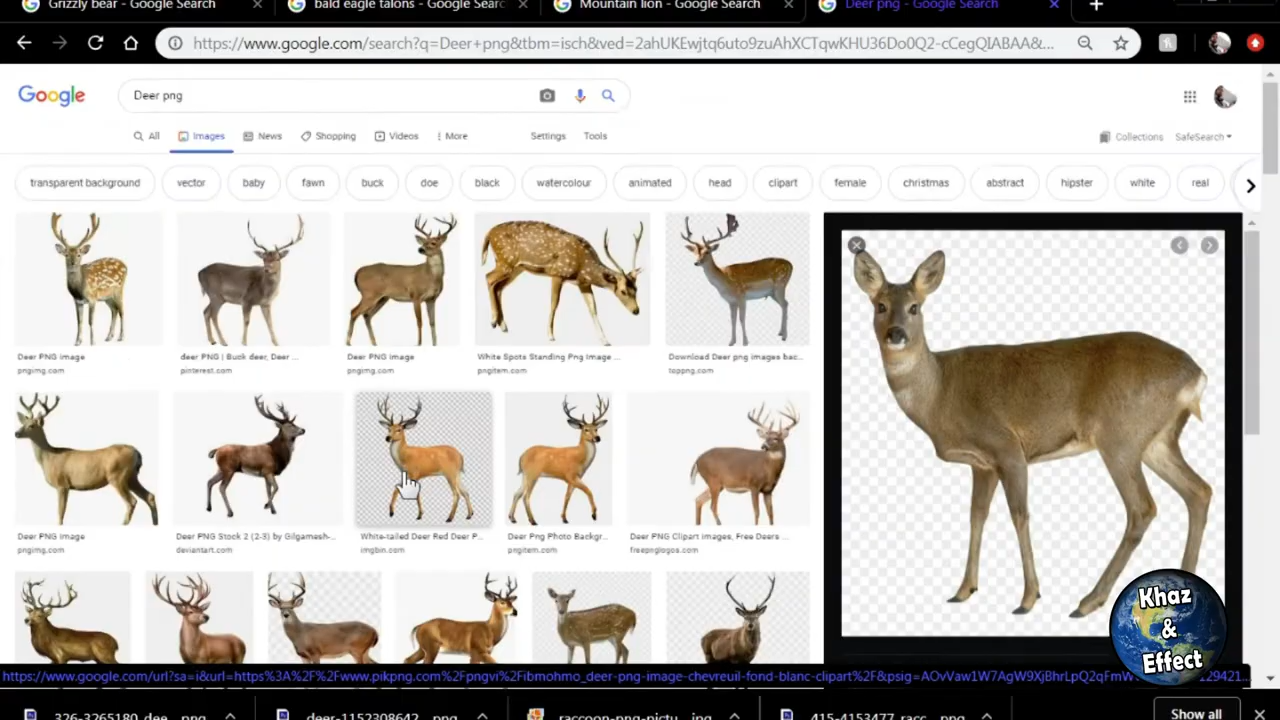 Grizzly bear - Google Search
bald eagle talons - Google Search
Mountain lion - Google Search
Deer png - Google Search
https://www.google.com/search?q=Deer+png&tbm=isch&ved=2ahUKEwjtq6uto9zuAhXCTqwKHU36Do0Q2-cCegQIABAA&...
Google
Deer png
All
Images
News
Shopping
Videos
More
Settings
Tools
Collections
SafeSearch
transparent background
vector
baby
fawn
buck
doe
black
watercolour
animated
head
clipart
female
christmas
abstract
hipster
white
real
Deer PNG image
pngimg.com
deer PNG | Buck deer, Deer ...
pinterest.com
Deer PNG image
pngimg.com
White Spots Standing Png Image ...
pngitem.com
Download Deer png images bac...
toppng.com
Deer PNG image
pngimg.com
Deer PNG Stock 2 (2-3) by Gilgamesh-...
deviantart.com
White-tailed Deer Red Deer P...
imgbin.com
Deer Png Photo Backgr...
pngitem.com
Deer PNG Clipart images, Free Deers ...
freepnglogos.com
Khaz
&
Effect
https://www.google.com/url?sa=i&url=https%3A%2F%2Fwww.pikpng.com%2Fpngvi%2Fibmohmo_deer-png-image-chevreuil-fond-blanc-clipart%2F&psig=AOvVaw1W7AgW9XjBhrLpQ2qFmW
129421...
326-3265180_dee....png
deer-1152308642_...png
raccoon-png-pictu...jpg
415-4153477_racc...png
Show all